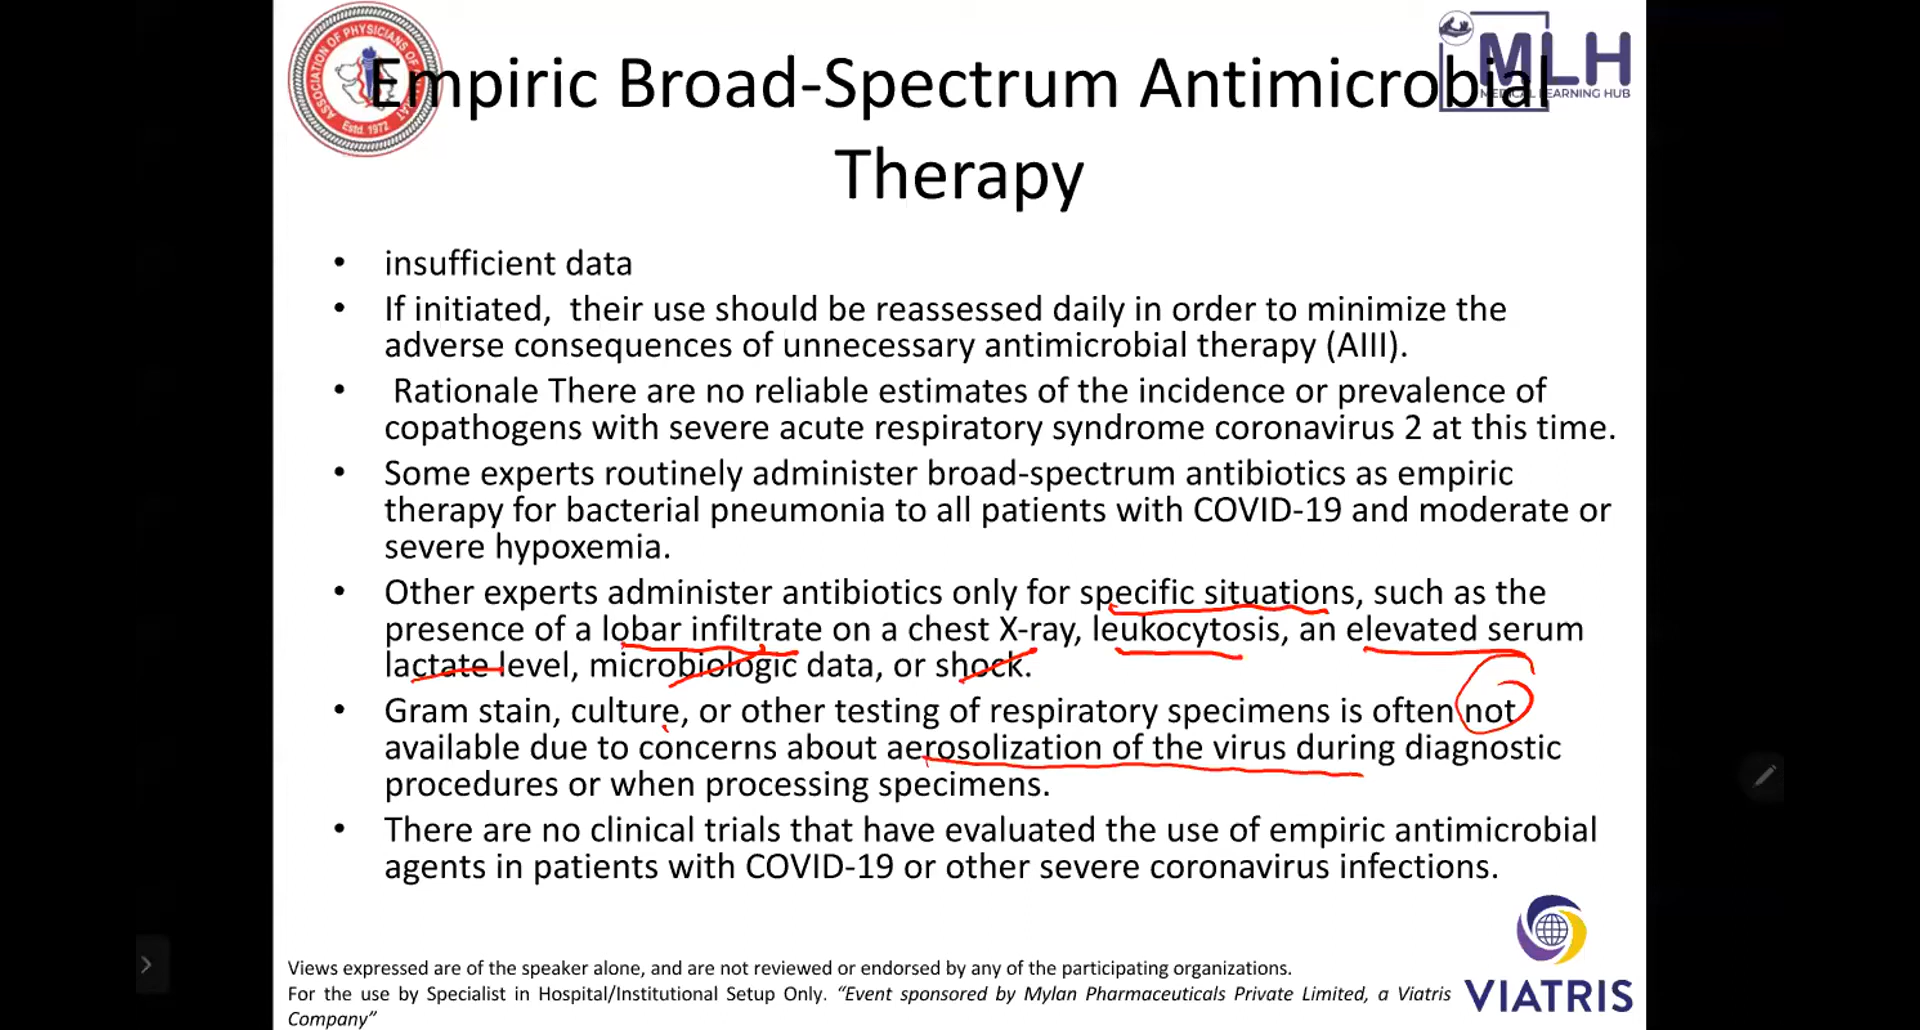 ASSOCIATION OF PHYSICIANS OF
Estd. 1972
MLH
MEDICAL LEARNING HUB
Empiric Broad-Spectrum Antimicrobial
Therapy
• insufficient data
• If initiated,  their use should be reassessed daily in order to minimize the
adverse consequences of unnecessary antimicrobial therapy (AIII).
• Rationale There are no reliable estimates of the incidence or prevalence of
copathogens with severe acute respiratory syndrome coronavirus 2 at this time.
• Some experts routinely administer broad-spectrum antibiotics as empiric
therapy for bacterial pneumonia to all patients with COVID-19 and moderate or
severe hypoxemia.
• Other experts administer antibiotics only for specific situations, such as the
presence of a lobar infiltrate on a chest X-ray, leukocytosis, an elevated serum
lactate level, microbiologic data, or shock.
• Gram stain, culture, or other testing of respiratory specimens is often not
available due to concerns about aerosolization of the virus during diagnostic
procedures or when processing specimens.
• There are no clinical trials that have evaluated the use of empiric antimicrobial
agents in patients with COVID-19 or other severe coronavirus infections.
Views expressed are of the speaker alone, and are not reviewed or endorsed by any of the participating organizations.
For the use by Specialist in Hospital/Institutional Setup Only. “Event sponsored by Mylan Pharmaceuticals Private Limited, a Viatris
Company”
VIATRIS